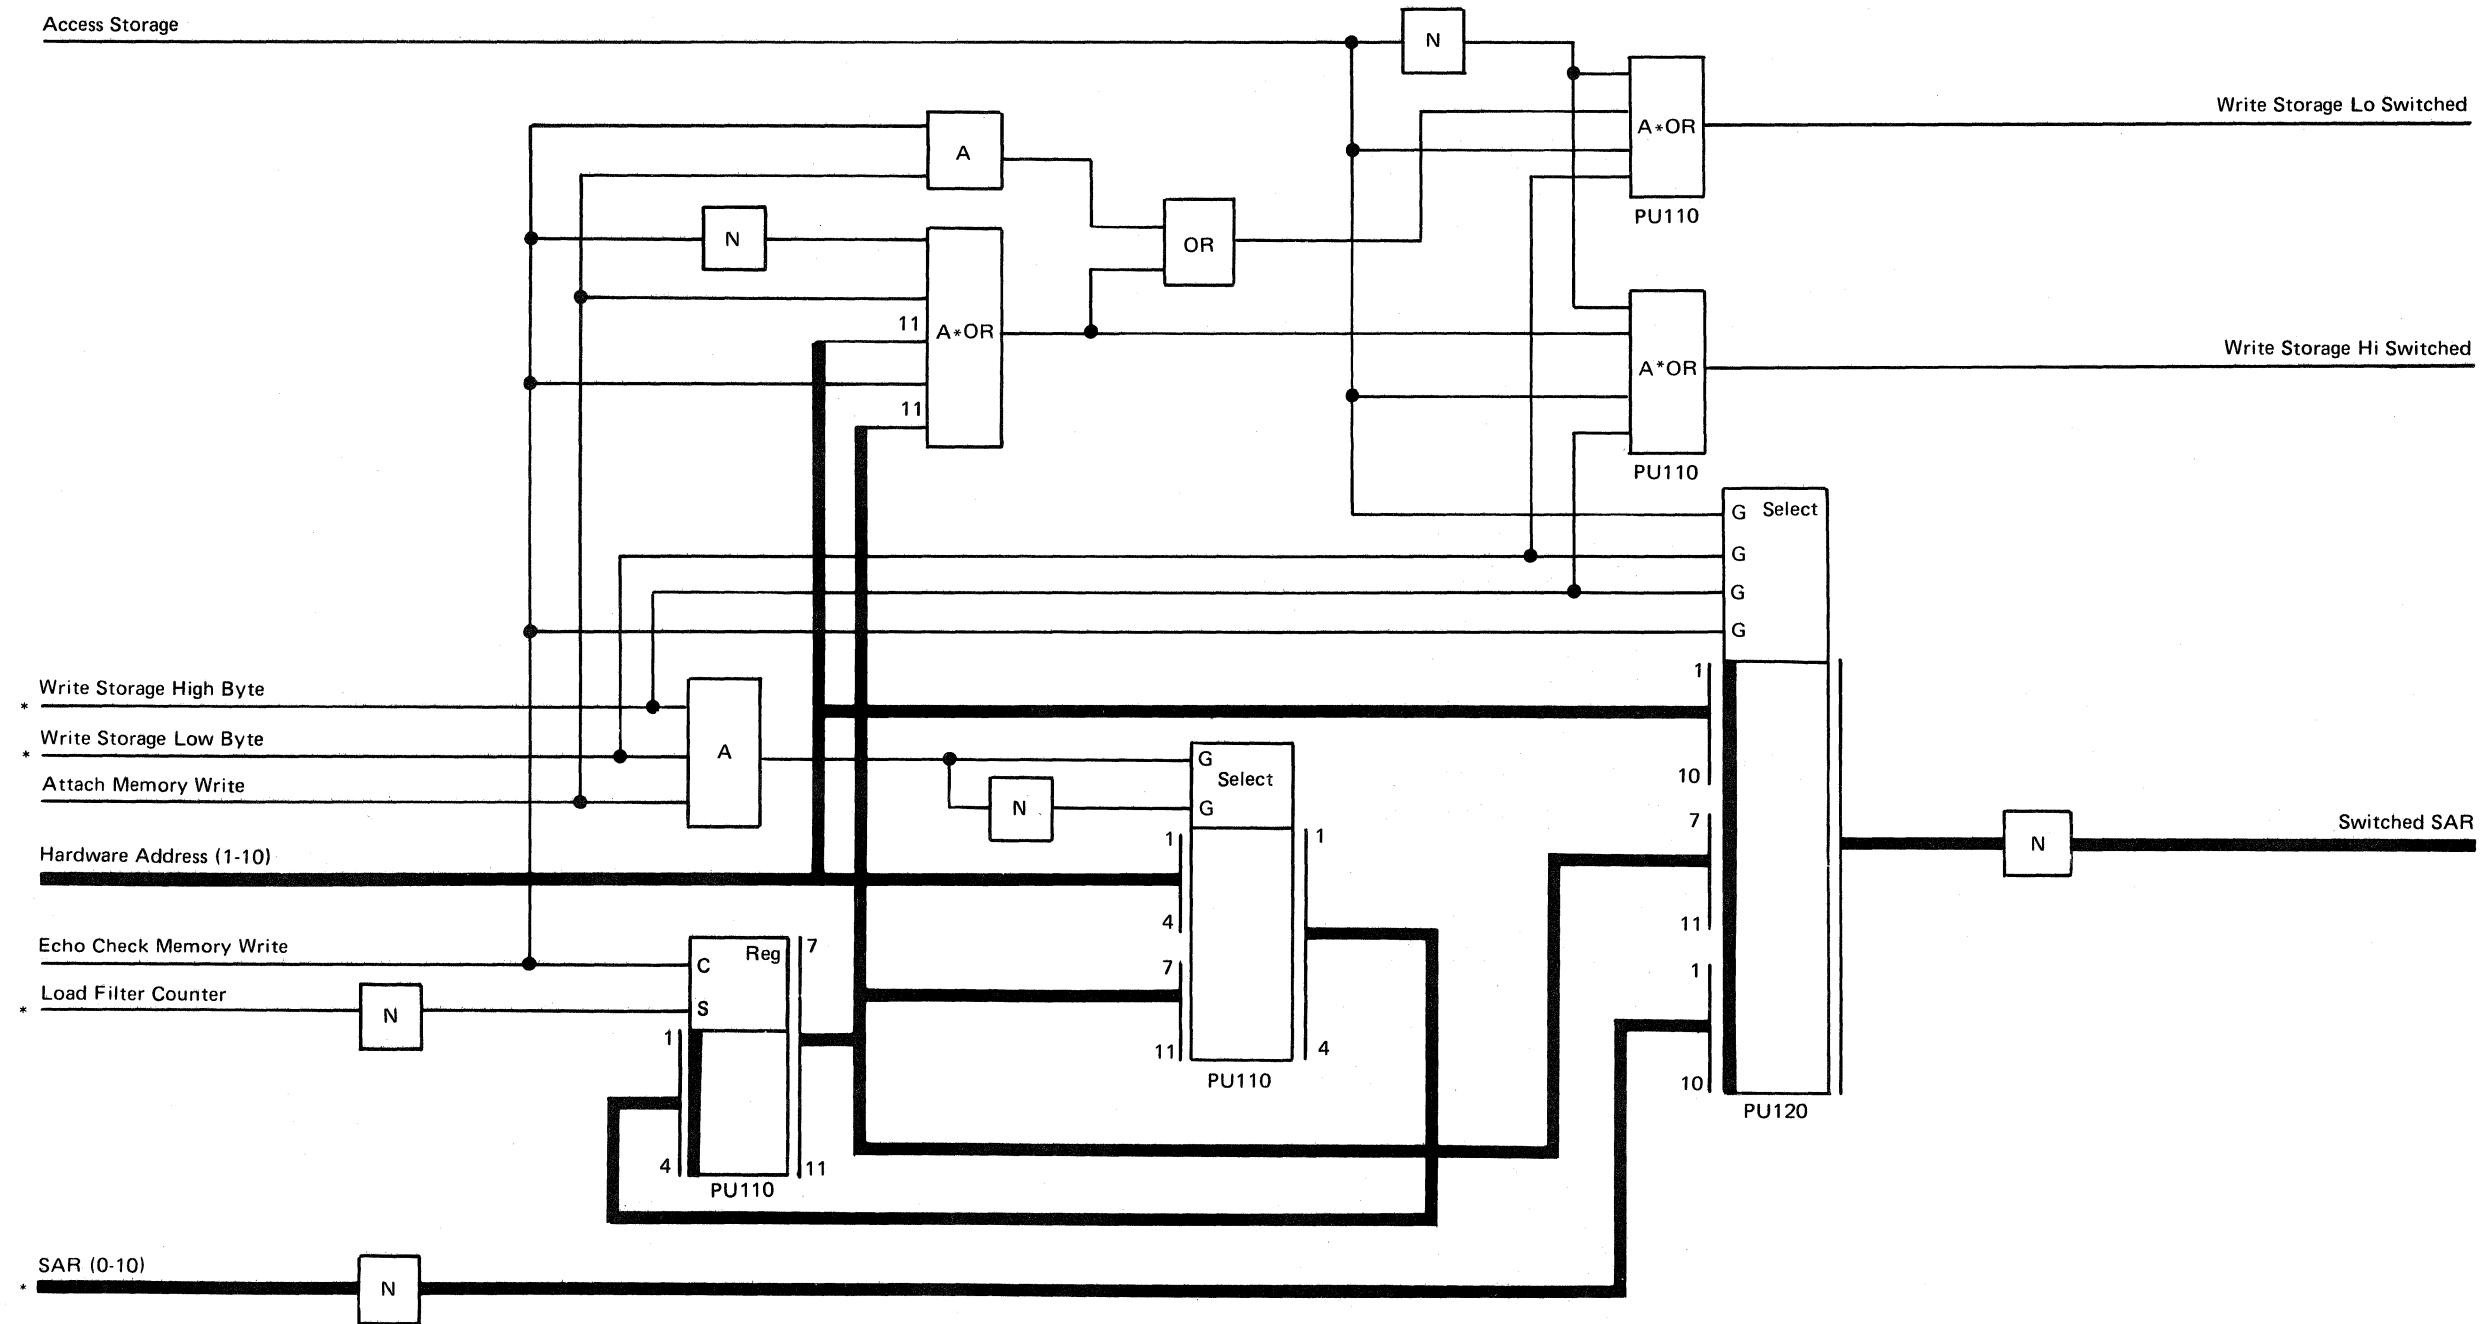 Access Storage
N
Write Storage Lo Switched
A*OR
A
PU110
N
OR
11
A*OR
Write Storage Hi Switched
A*OR
11
PU110
G Select
G
G
G
Write Storage High Byte
*
1
Write Storage Low Byte
*
A
G
Select
10
Attach Memory Write
G
N
7
Switched SAR
1
1
N
Hardware Address (1-10)
4
11
Echo Check Memory Write
Reg
7
C
7
1
Load Filter Counter
*
N
S
1
11
4
PU110
10
PU120
4
11
PU110
SAR (0-10)
*
N